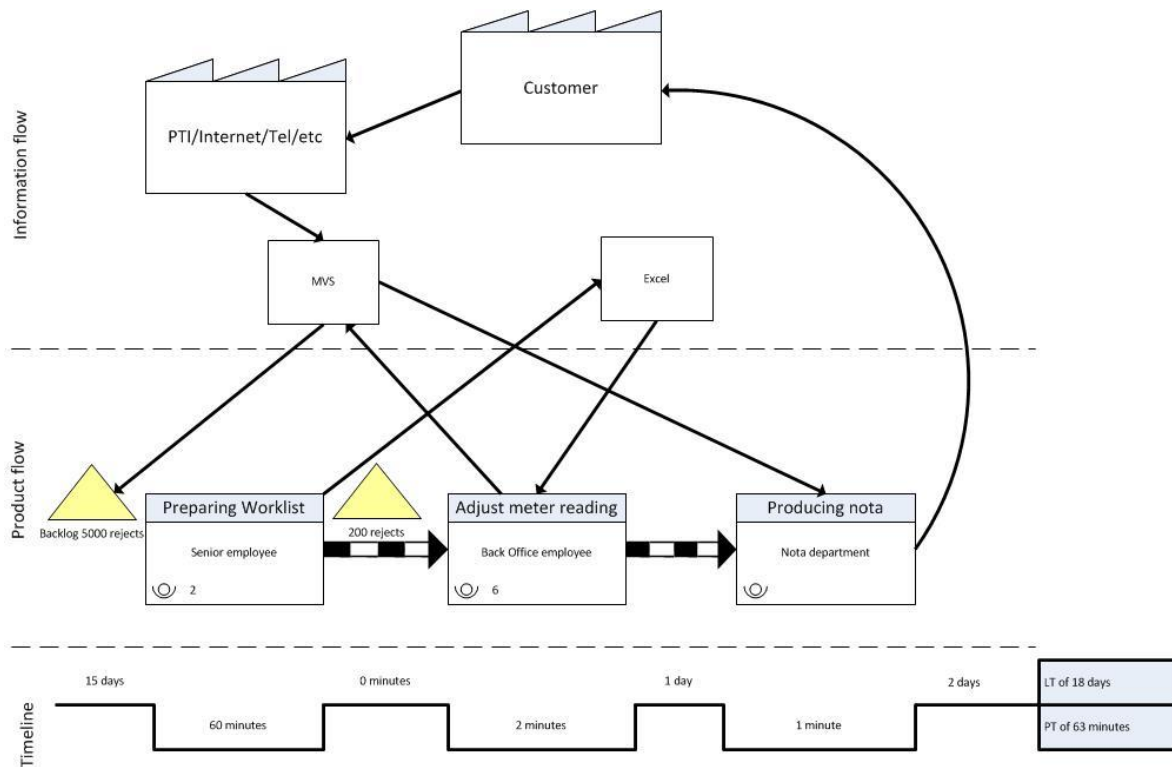 Information flow
Customer
PTI/Internet/Tel/etc
MVS
Excel
Product flow
Backlog 5000 rejects
Preparing Worklist
Senior employee
2
200 rejects
Adjust meter reading
Back Office employee
6
Producing nota
Nota department
Timeline
15 days
0 minutes
1 day
2 days
LT of 18 days
60 minutes
2 minutes
1 minute
PT of 63 minutes